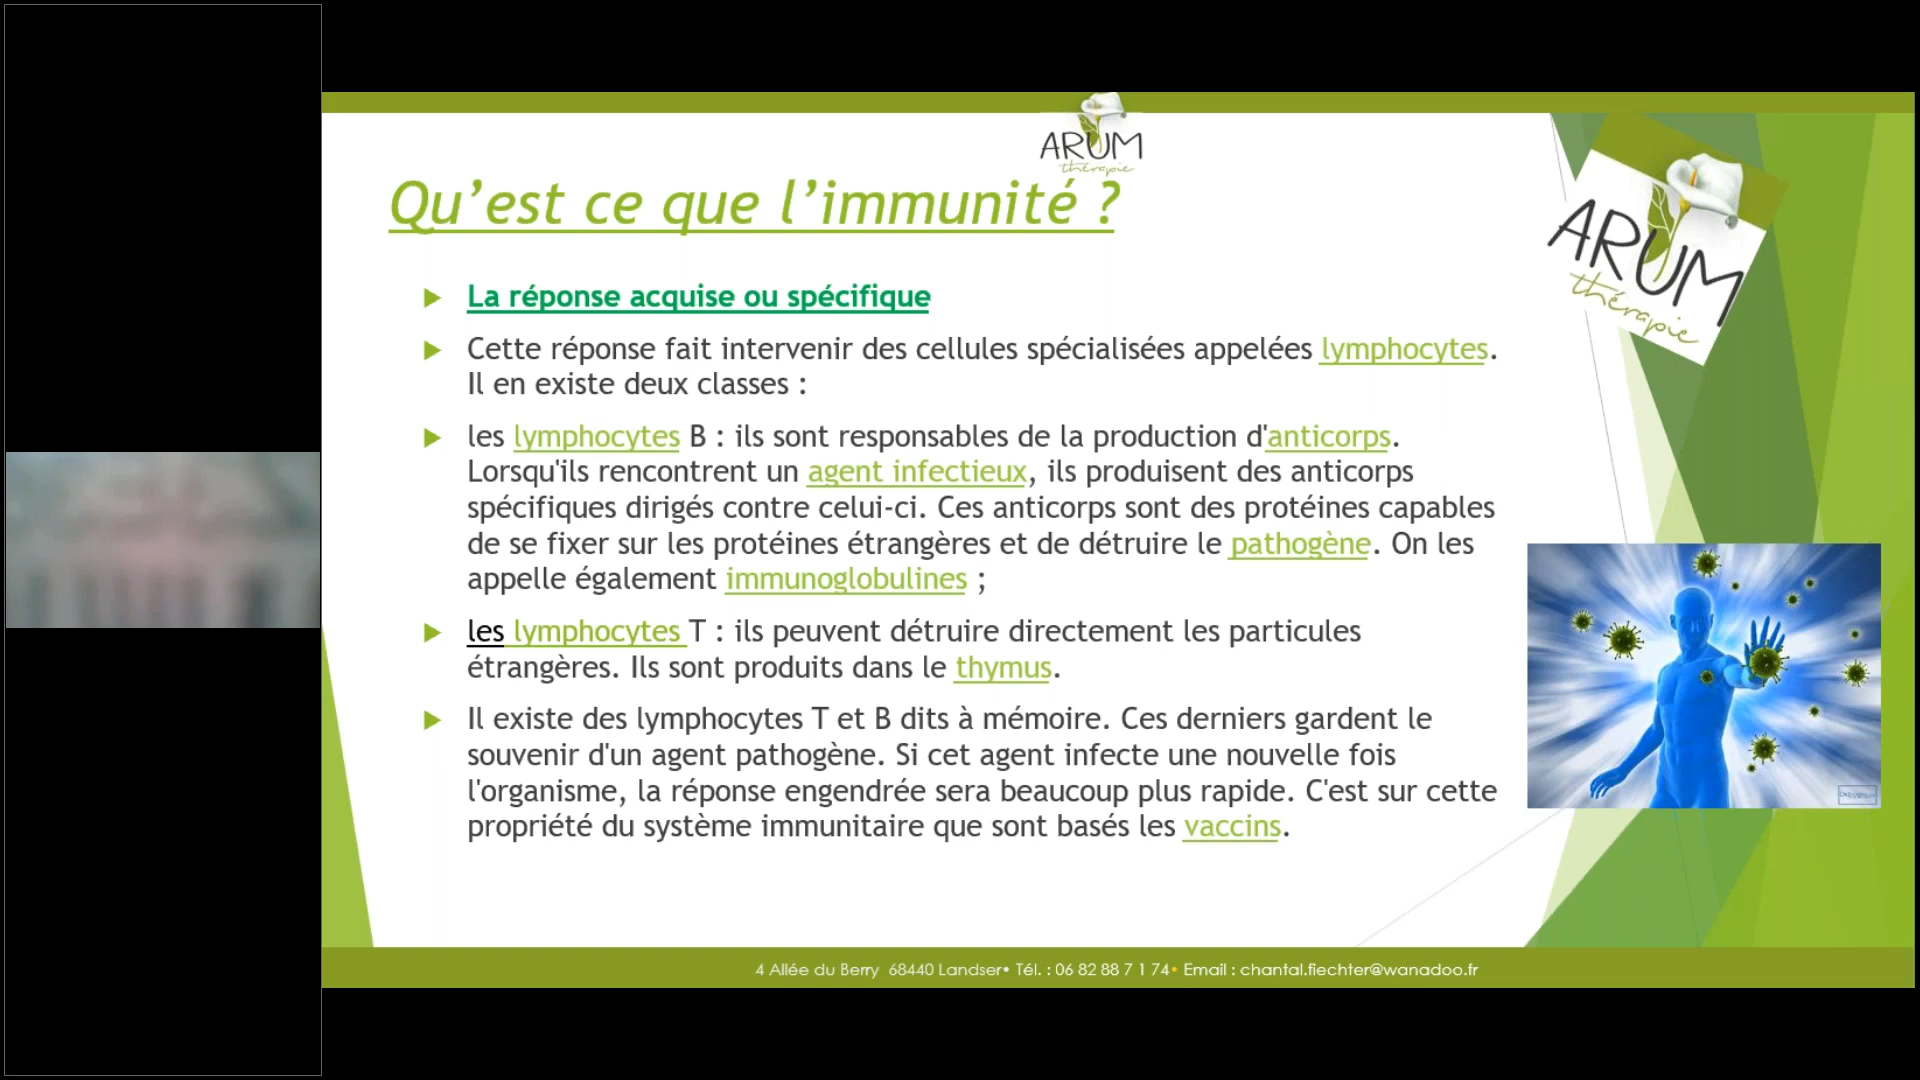 ARUM
thérapie
Qu’est ce que l’immunité ?
ARUM
thérapie
La réponse acquise ou spécifique
Cette réponse fait intervenir des cellules spécialisées appelées lymphocytes.
Il en existe deux classes :
les lymphocytes B : ils sont responsables de la production d'anticorps.
Lorsqu'ils rencontrent un agent infectieux, ils produisent des anticorps
spécifiques dirigés contre celui-ci. Ces anticorps sont des protéines capables
de se fixer sur les protéines étrangères et de détruire le pathogène. On les
appelle également immunoglobulines ;
les lymphocytes T : ils peuvent détruire directement les particules
étrangères. Ils sont produits dans le thymus.
Il existe des lymphocytes T et B dits à mémoire. Ces derniers gardent le
souvenir d'un agent pathogène. Si cet agent infecte une nouvelle fois
l'organisme, la réponse engendrée sera beaucoup plus rapide. C'est sur cette
propriété du système immunitaire que sont basés les vaccins.
4 Allée du Berry 68440 Landser• Tél. : 06 82 88 7 1 74• Email : chantal.fiechter@wanadoo.fr